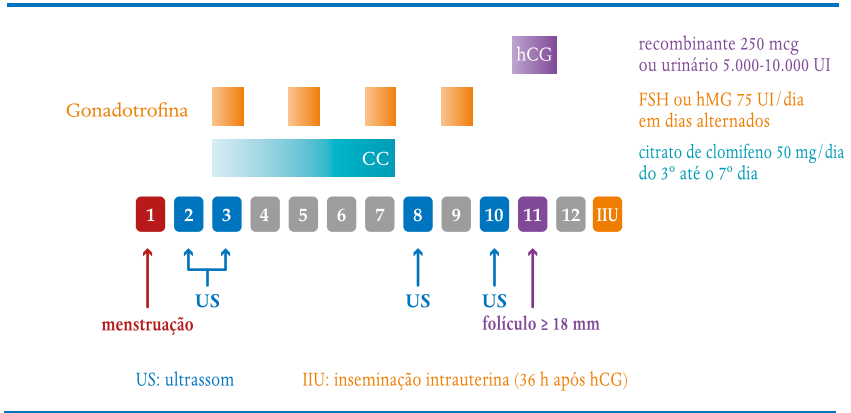 hCG
recombinante 250 mcg
ou urinário 5.000-10.000 UI
Gonadotrofina
FSH ou hMG 75 UI/dia
em dias alternados
CC
citrato de clomifeno 50 mg/dia
do 3º até o 7º dia
1 2 3 4 5 6 7 8 9 10 11 12 IIU
US US US
menstruação folículo ≥ 18 mm
US: ultrassom IIU: inseminação intrauterina (36 h após hCG)